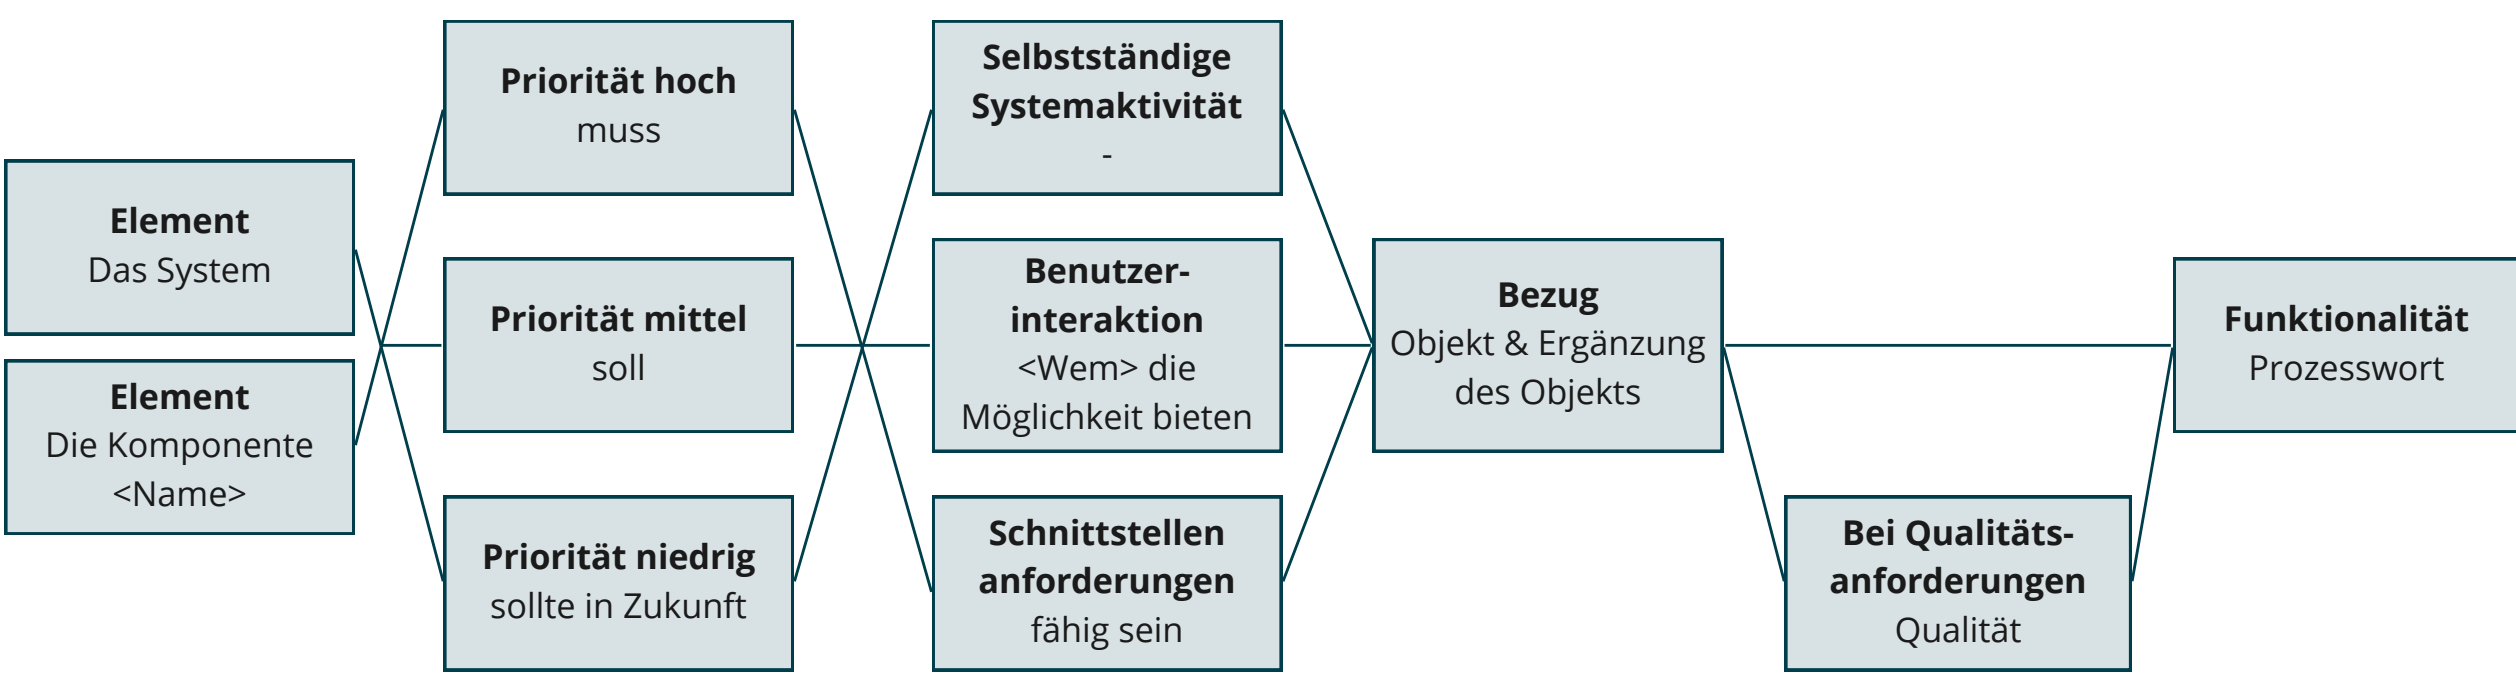 Element
Das System
Element
Die Komponente
<Name>
Priorität hoch
muss
Priorität mittel
soll
Priorität niedrig
sollte in Zukunft
Selbstständige
Systemaktivität
-
Benutzer-
interaktion
<Wem> die
Möglichkeit bieten
Schnittstellen
anforderungen
fähig sein
Bezug
Objekt & Ergänzung
des Objekts
Bei Qualitäts-
anforderungen
Qualität
Funktionalität
Prozesswort